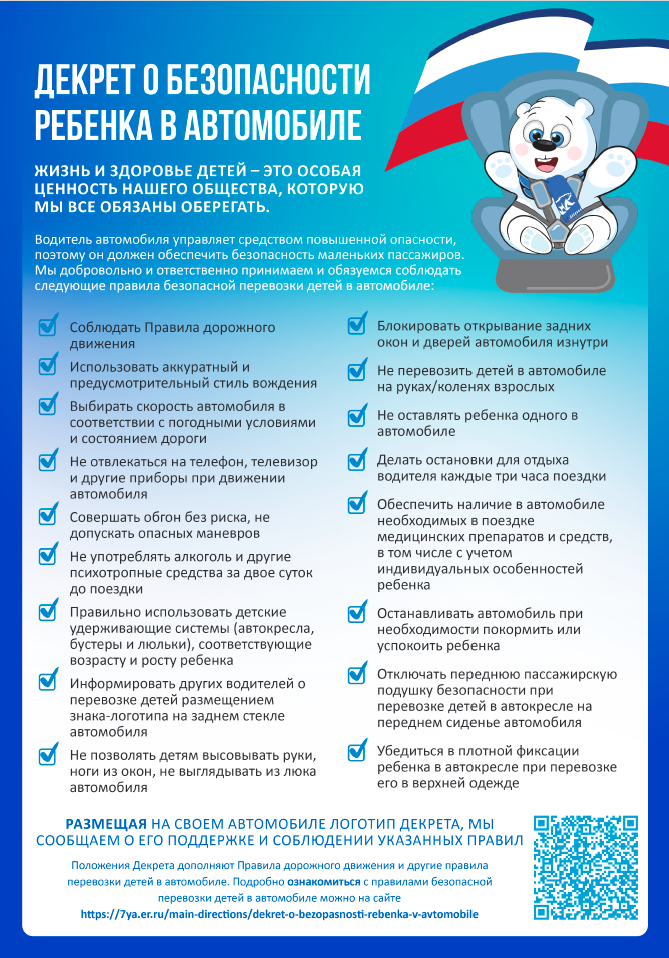 ДЕКРЕТ О БЕЗОПАСНОСТИ
РЕБЕНКА В АВТОМОБИЛЕ
ЖИЗНЬ И ЗДОРОВЬЕ ДЕТЕЙ – ЭТО ОСОБАЯ
ЦЕННОСТЬ НАШЕГО ОБЩЕСТВА, КОТОРУЮ
МЫ ВСЕ ОБЯЗАНЫ ОБЕРЕГАТЬ.
Водитель автомобиля управляет средством повышенной опасности,
поэтому он должен обеспечить безопасность маленьких пассажиров.
Мы добровольно и ответственно принимаем и обязуемся соблюдать
следующие правила безопасной перевозки детей в автомобиле:
Соблюдать Правила дорожного
движения
Использовать аккуратный и
предусмотрительный стиль вождения
Выбирать скорость автомобиля в
соответствии с погодными условиями
и состоянием дороги
Не отвлекаться на телефон, телевизор
и другие приборы при движении
автомобиля
Совершать обгон без риска, не
допускать опасных маневров
Не употреблять алкоголь и другие
психотропные средства за двое суток
до поездки
Правильно использовать детские
удерживающие системы (автокресла,
бустеры и люльки), соответствующие
возрасту и росту ребенка
Информировать других водителей о
перевозке детей размещением
знака-логотипа на заднем стекле
автомобиля
Не позволять детям высовывать руки,
ноги из окон, не выглядывать из люка
автомобиля
Блокировать открывание задних
окон и дверей автомобиля изнутри
Не перевозить детей в автомобиле
на руках/коленях взрослых
Не оставлять ребенка одного в
автомобиле
Делать остановки для отдыха
водителя каждые три часа поездки
Обеспечить наличие в автомобиле
необходимых в поездке
медицинских препаратов и средств,
в том числе с учетом
индивидуальных особенностей
ребенка
Останавливать автомобиль при
необходимости покормить или
успокоить ребенка
Отключать переднюю пассажирскую
подушку безопасности при
перевозке детей в автокресле на
переднем сиденье автомобиля
Убедиться в плотной фиксации
ребенка в автокресле при перевозке
его в верхней одежде
РАЗМЕЩАЯ НА СВОЕМ АВТОМОБИЛЕ ЛОГОТИП ДЕКРЕТА, МЫ
СООБЩАЕМ О ЕГО ПОДДЕРЖКЕ И СОБЛЮДЕНИИ УКАЗАННЫХ ПРАВИЛ
Положения Декрета дополняют Правила дорожного движения и другие правила
перевозки детей в автомобиле. Подробно ознакомиться с правилами безопасной
перевозки детей в автомобиле можно на сайте
https://7ya.er.ru/main-directions/dekret-o-bezopasnosti-rebenka-v-avtomobile